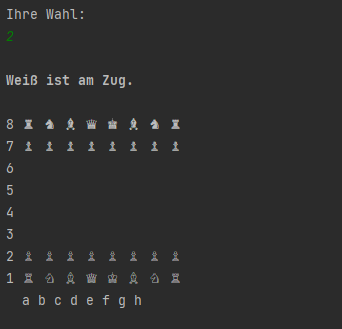 Ihre Wahl:
2
Weiß ist am Zug.
8 ♜ ♞ ♝ ♛ ♚ ♝ ♞ ♜
7 ♝ ♝ ♝ ♝ ♝ ♝ ♝ ♝
6
5
4
3
2 ♗ ♗ ♗ ♗ ♗ ♗ ♗ ♗
1 ♖ ♘ ♗ ♕ ♔ ♗ ♘ ♖
a b c d e f g h